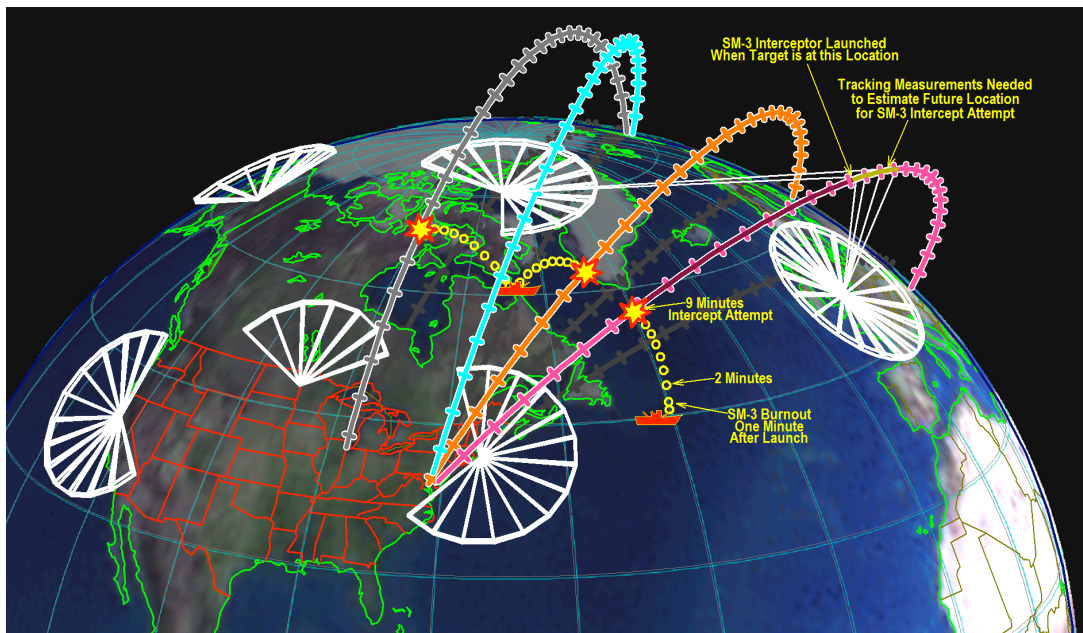 SM-3 Interceptor Launched
When Target is at this Location
Tracking Measurements Needed
to Estimate Future Location
for SM-3 Intercept Attempt
9 Minutes
Intercept Attempt
2 Minutes
SM-3 Burnout
One Minute
After Launch